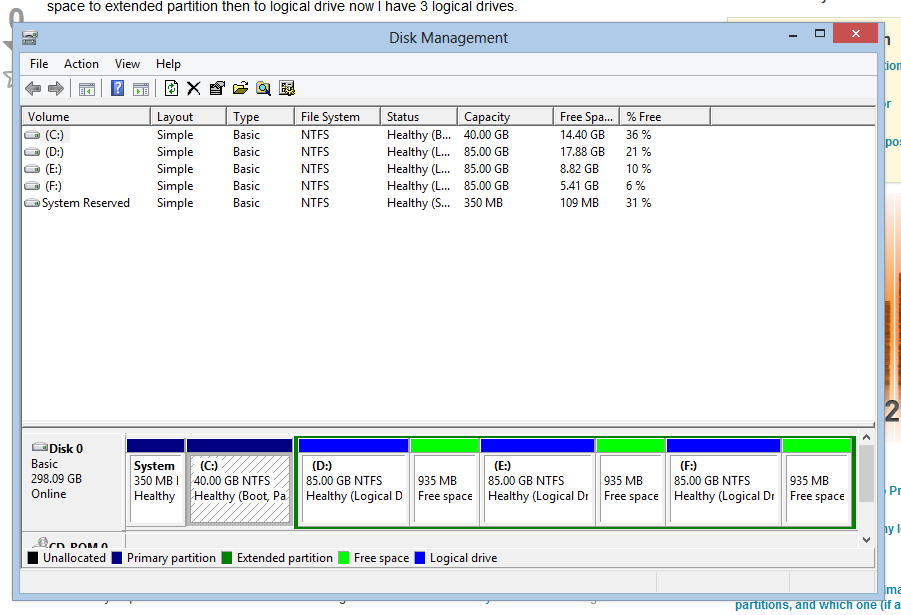 0
space to extended partition then to logical drive now I have 3 logical drives.
Disk Management
File Action View Help
Volume Layout Type File System Status Capacity Free Spa... % Free
(C:) Simple Basic NTFS Healthy (B... 40.00 GB 14.40 GB 36 %
(D:) Simple Basic NTFS Healthy (L... 85.00 GB 17.88 GB 21 %
(E:) Simple Basic NTFS Healthy (L... 85.00 GB 8.82 GB 10 %
(F:) Simple Basic NTFS Healthy (L... 85.00 GB 5.41 GB 6 %
System Reserved Simple Basic NTFS Healthy (S... 350 MB 109 MB 31 %
2
Disk 0
Basic
298.09 GB
Online
System
350 MB
Healthy
(C:)
40.00 GB NTFS
Healthy (Boot, Pa
(D:)
85.00 GB NTFS
Healthy (Logical D
935 MB
Free space
(E:)
85.00 GB NTFS
Healthy (Logical Dr
935 MB
Free space
(F:)
85.00 GB NTFS
Healthy (Logical Dr
935 MB
Free space
CD-ROM 0
Unallocated Primary partition Extended partition Free space Logical drive
partitions, and which one (if a